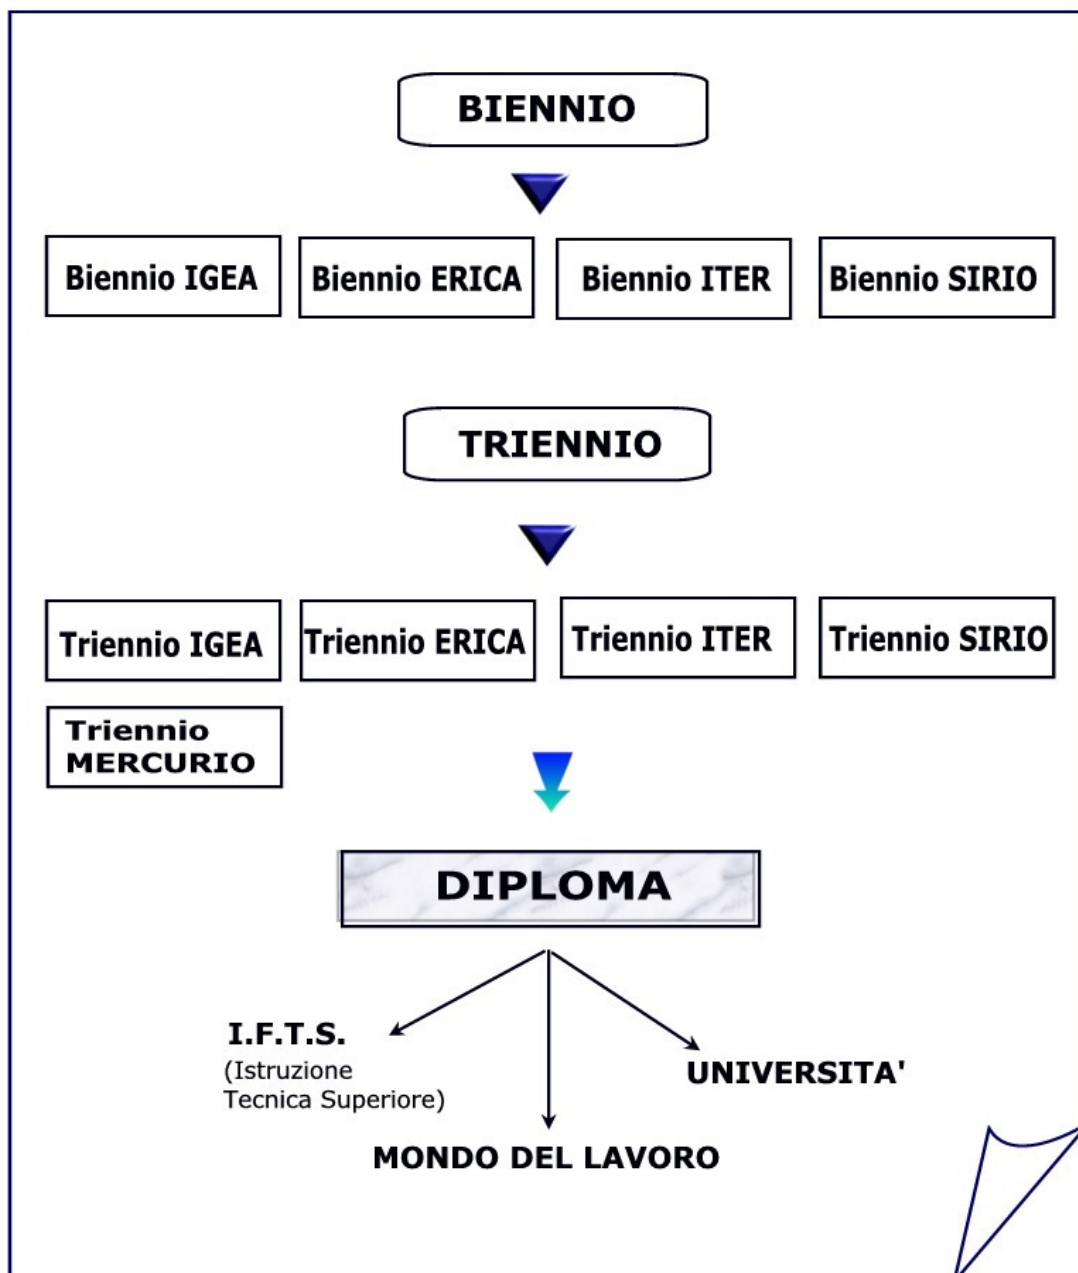 BIENNIO
Biennio IGEA
Biennio ERICA
Biennio ITER
Biennio SIRIO
TRIENNIO
Triennio IGEA
Triennio ERICA
Triennio ITER
Triennio SIRIO
Triennio
MERCURIO
DIPLOMA
I.F.T.S.
(Istruzione
Tecnica Superiore)
UNIVERSITA'
MONDO DEL LAVORO